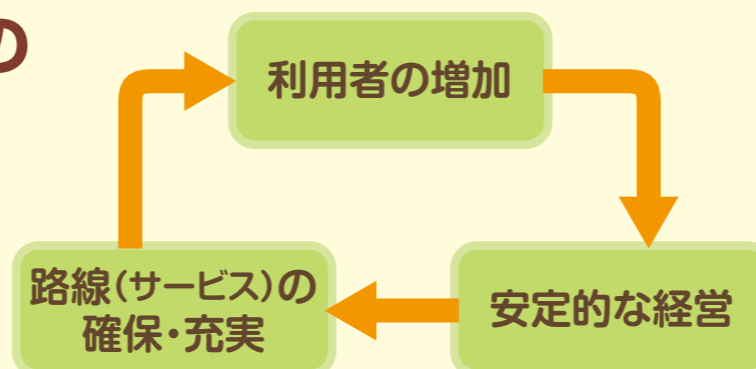 の
利用者の増加
路線(サービス)の
確保・充実
安定的な経営